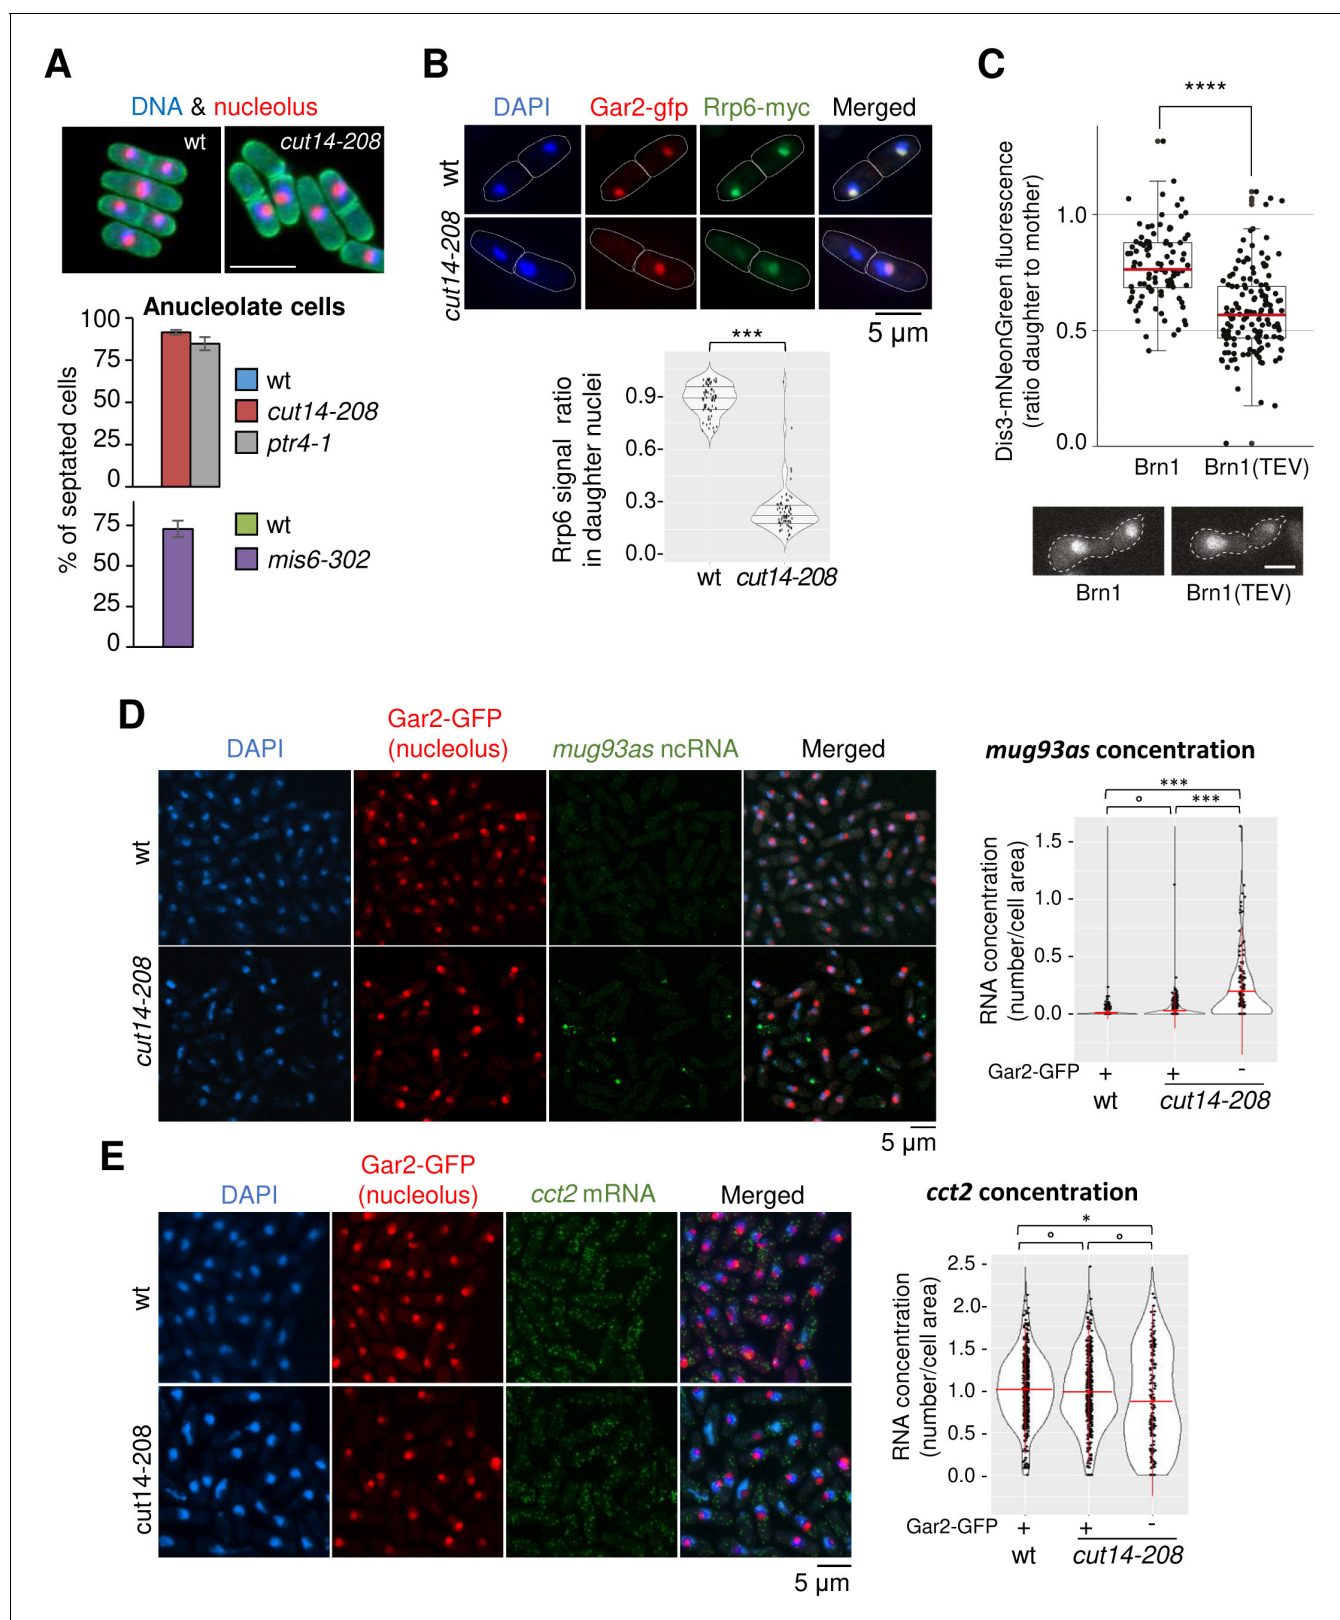 A
DNA & nucleolus
wt
cut14-208
Anucleolate cells
% of septated cells
100
75
50
25
0
wt
cut14-208
ptr4-1
75
50
25
0
wt
mis6-302
B
DAPI
Gar2-gfp
Rrp6-myc
Merged
wt
cut14-208
5 µm
***
Rrp6 signal ratio
in daughter nuclei
0.9
0.6
0.3
0.0
wt
cut14-208
C
****
Dis3-mNeonGreen fluorescence
(ratio daughter to mother)
1.0
0.5
0.0
Brn1
Brn1(TEV)
Brn1
Brn1(TEV)
D
DAPI
Gar2-GFP
(nucleolus)
mug93as ncRNA
Merged
wt
cut14-208
5 µm
mug93as concentration
***
° ***
RNA concentration
(number/cell area)
1.5
1.0
0.5
0.0
Gar2-GFP + + -
wt cut14-208
E
DAPI
Gar2-GFP
(nucleolus)
cct2 mRNA
Merged
wt
cut14-208
5 µm
cct2 concentration
*
° °
RNA concentration
(number/cell area)
2.5
2.0
1.5
1.0
0.5
0.0
Gar2-GFP + + -
wt cut14-208